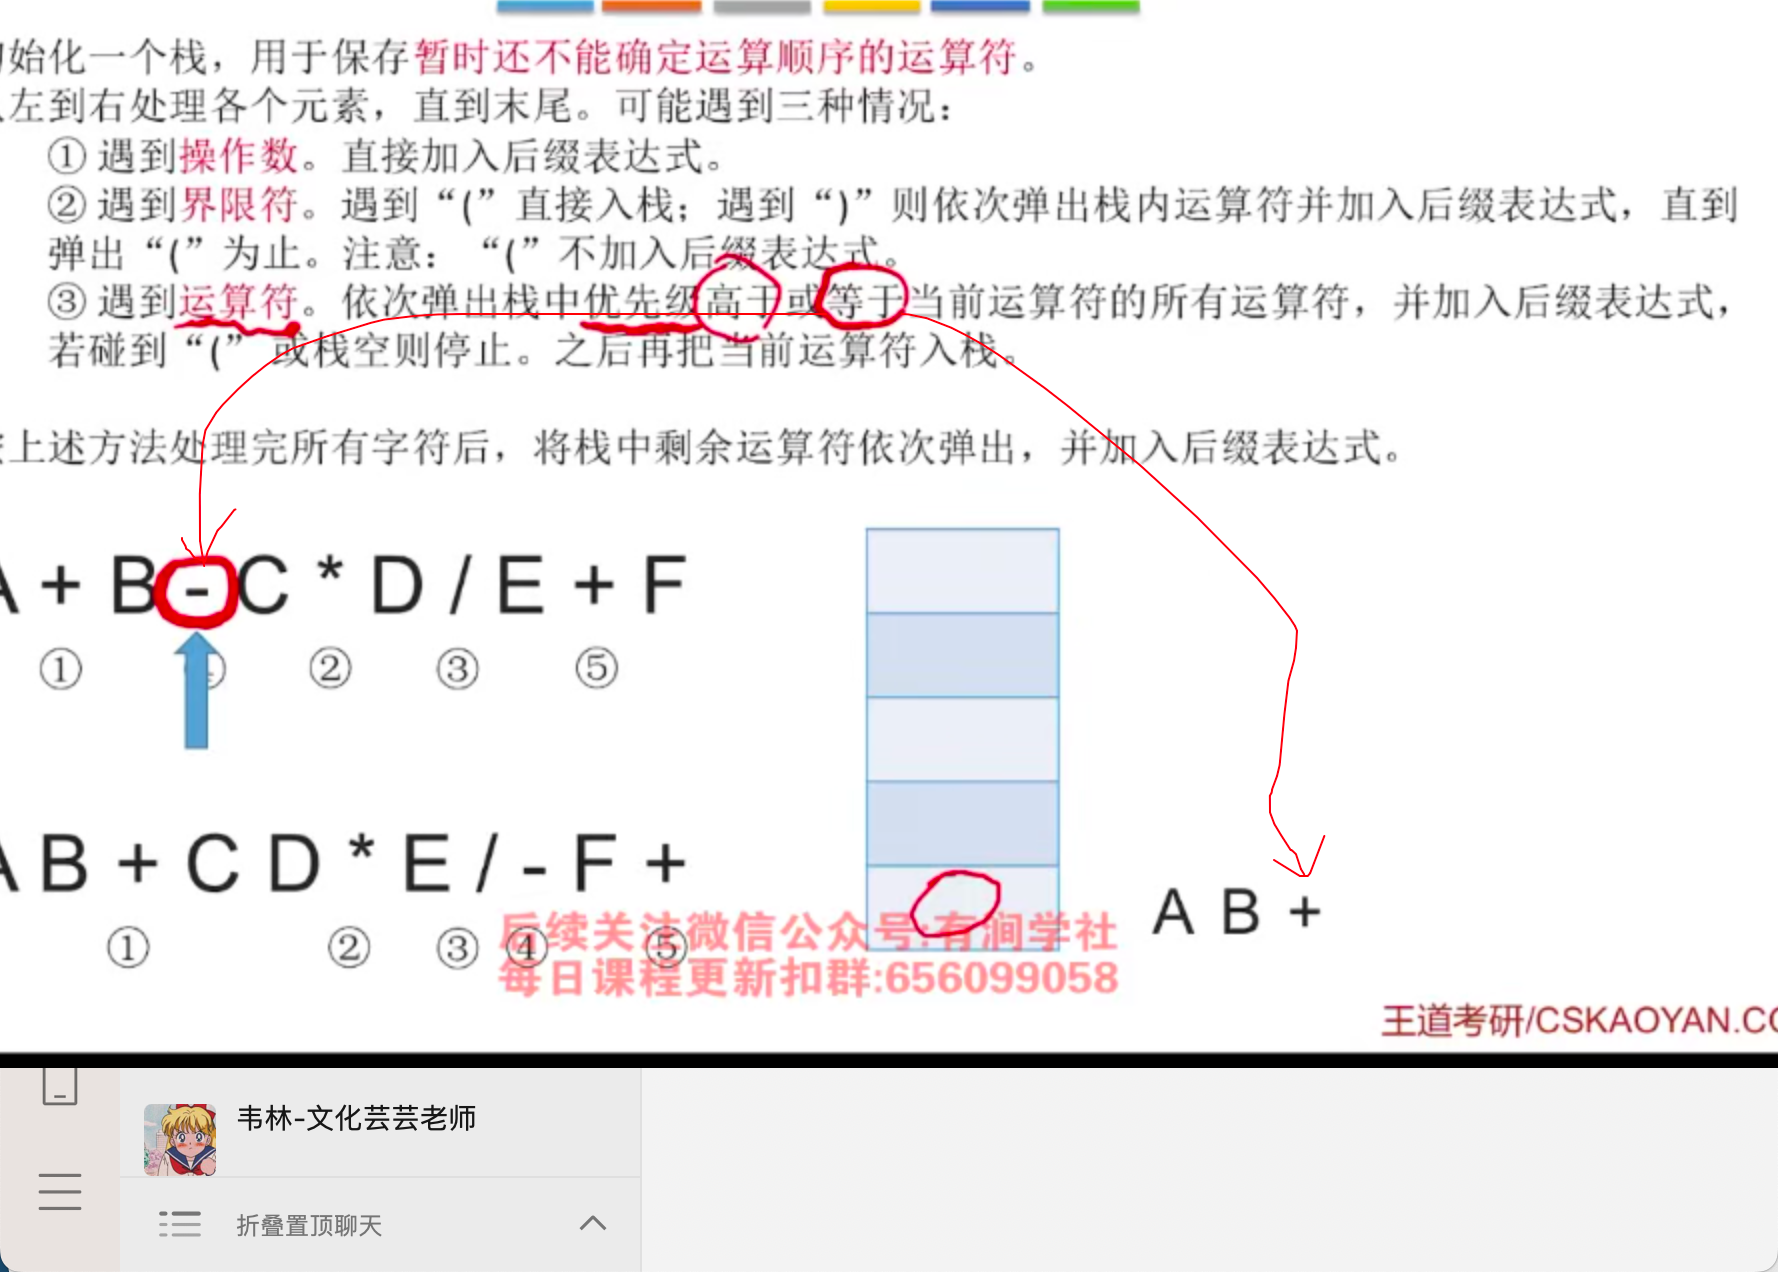 始化一个栈，用于保存暂时还不能确定运算顺序的运算符。
左到右处理各个元素，直到末尾。可能遇到三种情况：
① 遇到操作数。直接加入后缀表达式。
② 遇到界限符。遇到“(”直接入栈；遇到“)”则依次弹出栈内运算符并加入后缀表达式，直到
弹出“(”为止。注意：“(”不加入后缀表达式。
③ 遇到运算符。依次弹出栈中优先级高于或等于当前运算符的所有运算符，并加入后缀表达式，
若碰到“(”或栈空则停止。之后再把当前运算符入栈。
上述方法处理完所有字符后，将栈中剩余运算符依次弹出，并加入后缀表达式。
A + B - C * D / E + F
① ② ③ ⑤
A B + C D * E / - F +
① ② ③ ④ ⑤
A B +
后续关注微信公众号:有涧学社
每日课程更新扣群:656099058
王道考研/CSKAOYAN.CO
韦林-文化芸芸老师
折叠置顶聊天